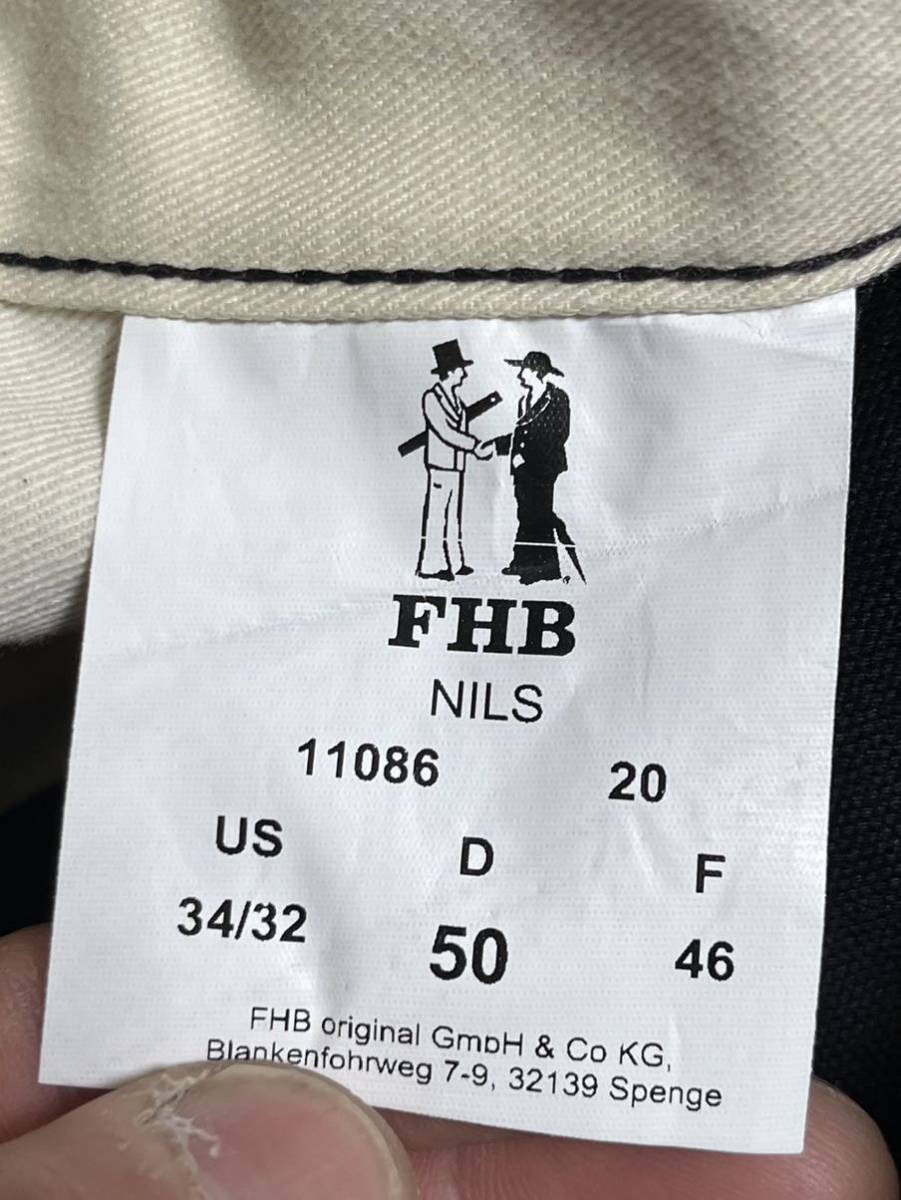 FHB
NILS
11086 20
US D F
34/32 50 46
FHB original GmbH & Co KG,
Blankenfohrweg 7-9, 32139 Spenge